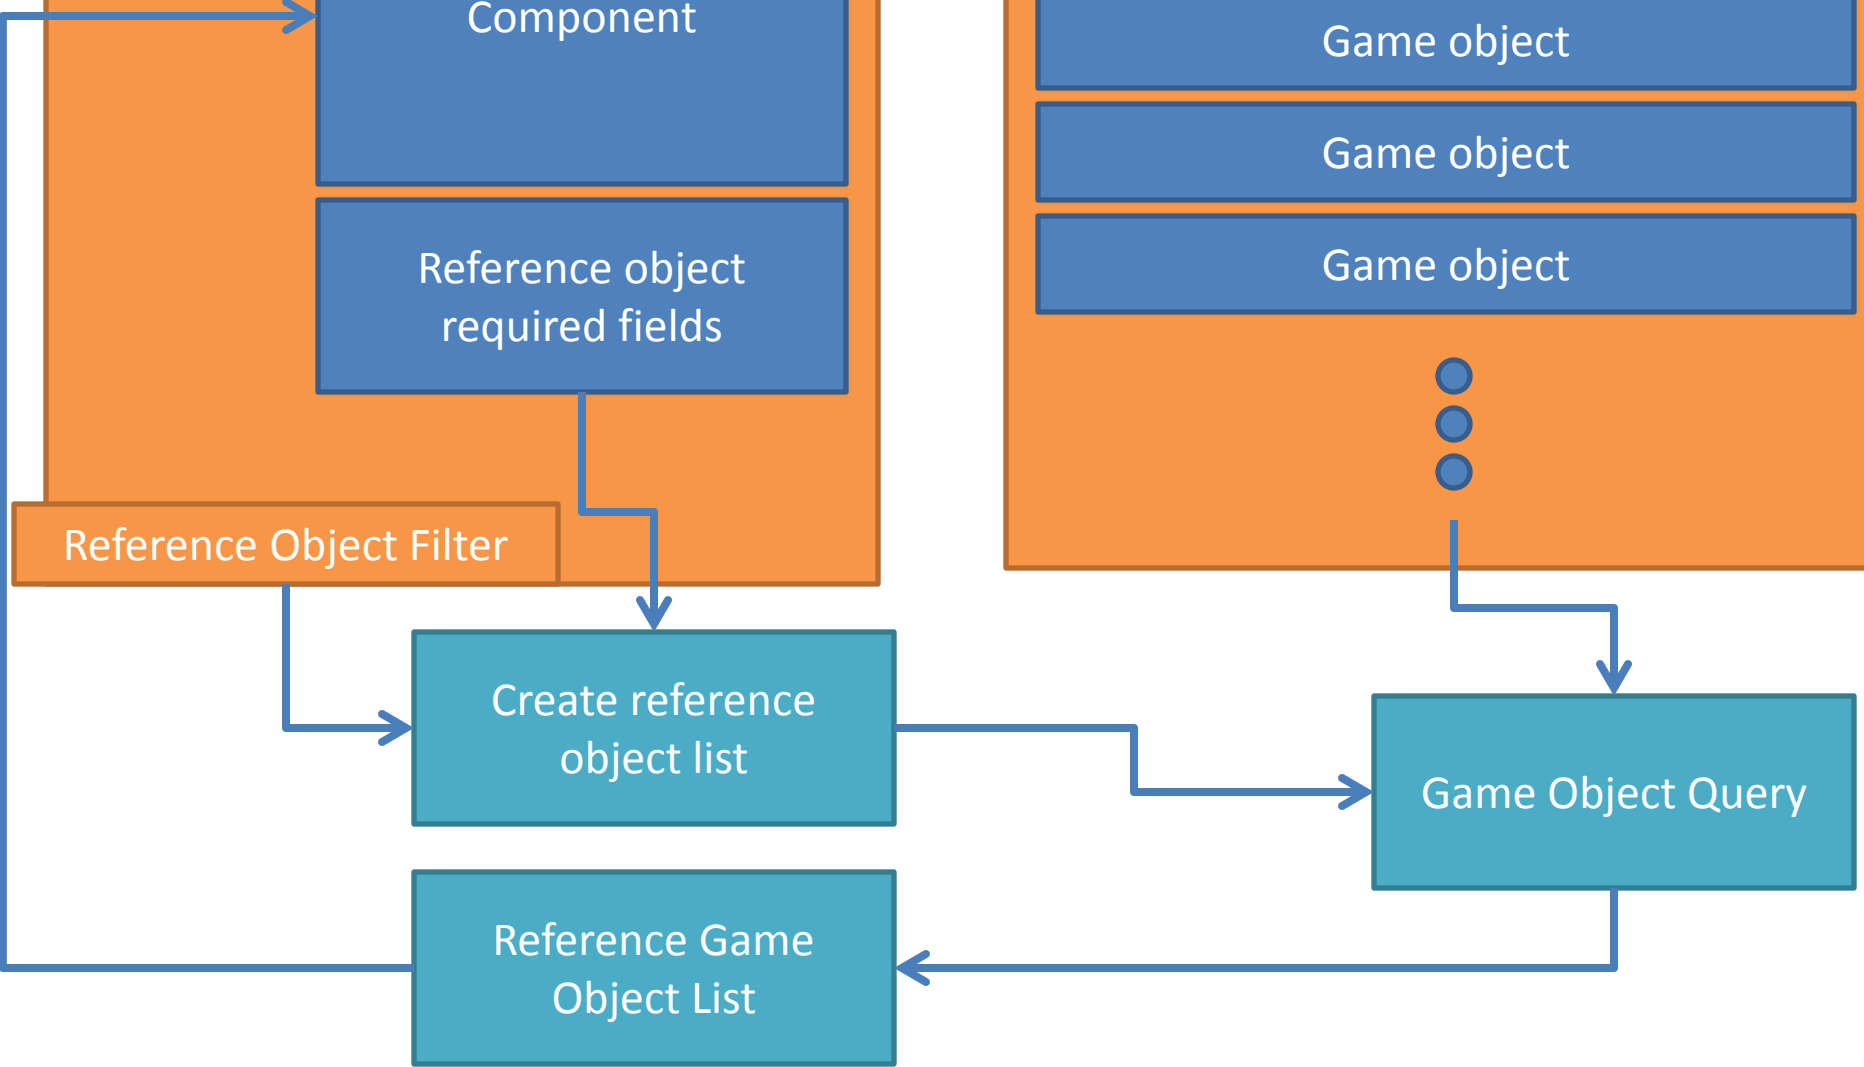 Component
Reference object
required fields
Reference Object Filter
Game object
Game object
Game object
Create reference
object list
Game Object Query
Reference Game
Object List